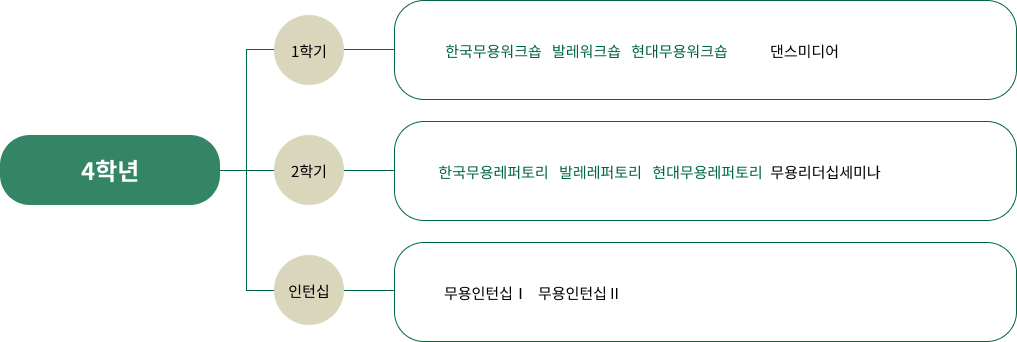 4학년
1학기
한국무용워크숍 발레워크숍 현대무용워크숍 댄스미디어
2학기
한국무용레퍼토리 발레레퍼토리 현대무용레퍼토리 무용리더십세미나
인턴십
무용인턴십Ⅰ 무용인턴십Ⅱ